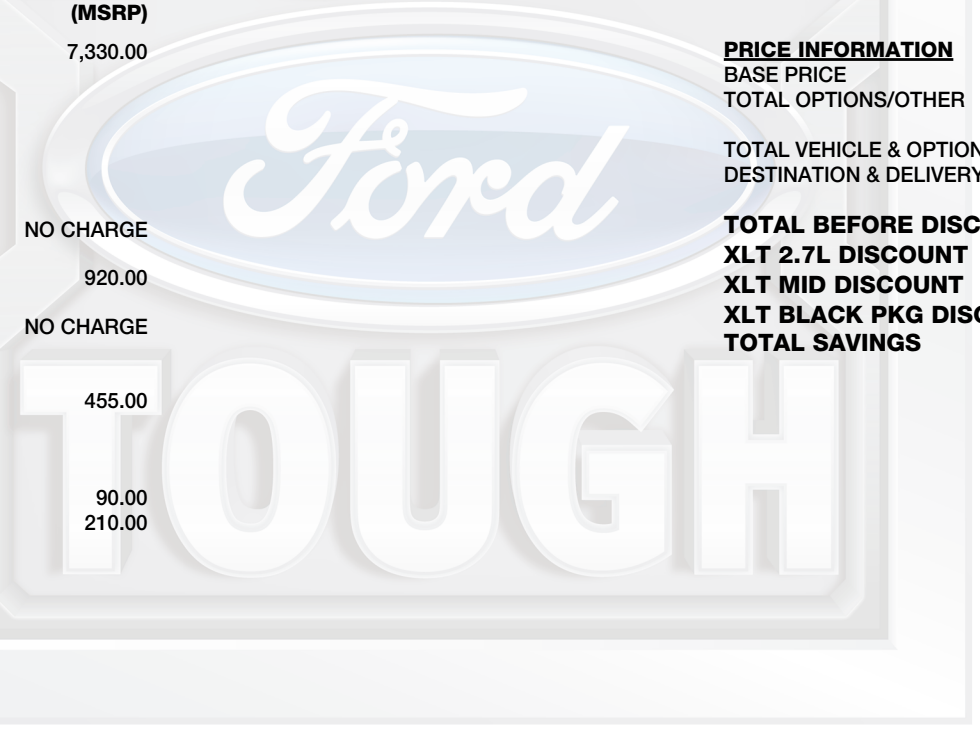 (MSRP)
7,330.00
NO CHARGE
920.00
NO CHARGE
455.00
90.00
210.00
PRICE INFORMATION
BASE PRICE
TOTAL OPTIONS/OTHER
TOTAL VEHICLE & OPTION
DESTINATION & DELIVERY
TOTAL BEFORE DISC
XLT 2.7L DISCOUNT
XLT MID DISCOUNT
XLT BLACK PKG DISC
TOTAL SAVINGS
Ford
TOUGH